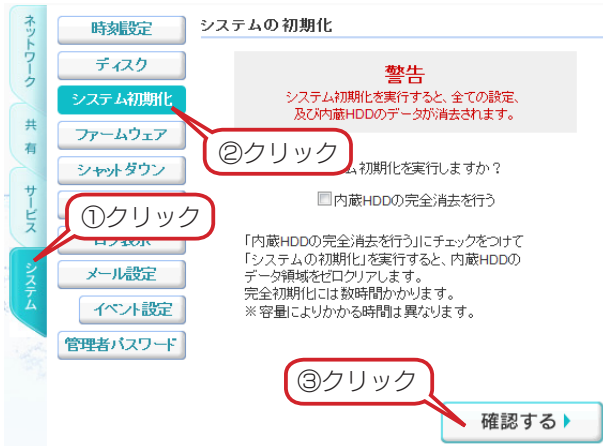 ネットワーク
共有
サービス
システム
時刻設定
ディスク
システム初期化
ファームウェア
シャットダウン
メール設定
イベント設定
管理者パスワード
①クリック
システムの初期化
警告
システム初期化を実行すると、全ての設定、
及び内蔵HDDのデータが消去されます。
②クリック
初期化を実行しますか？
内蔵HDDの完全消去を行う
「内蔵HDDの完全消去を行う」にチェックをつけて
「システムの初期化」を実行すると、内蔵HDDの
データ領域をゼロクリアします。
完全初期化には数時間かかります。
※容量によりかかる時間は異なります。
③クリック
確認する